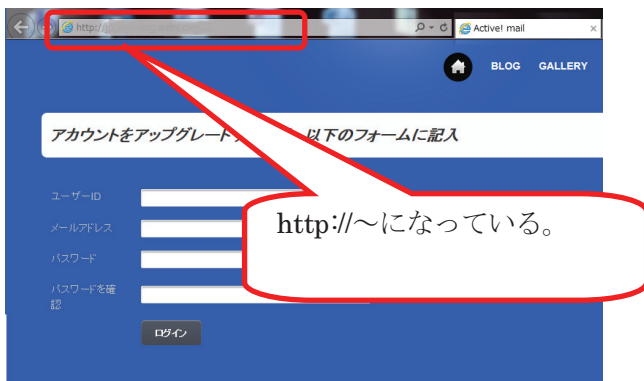 http://
Active! mail
BLOG GALLERY
アカウントをアップグレード
以下のフォームに記入
ユーザーID
メールアドレス
パスワード
パスワードを確
認
http://～になっている。
ログイン